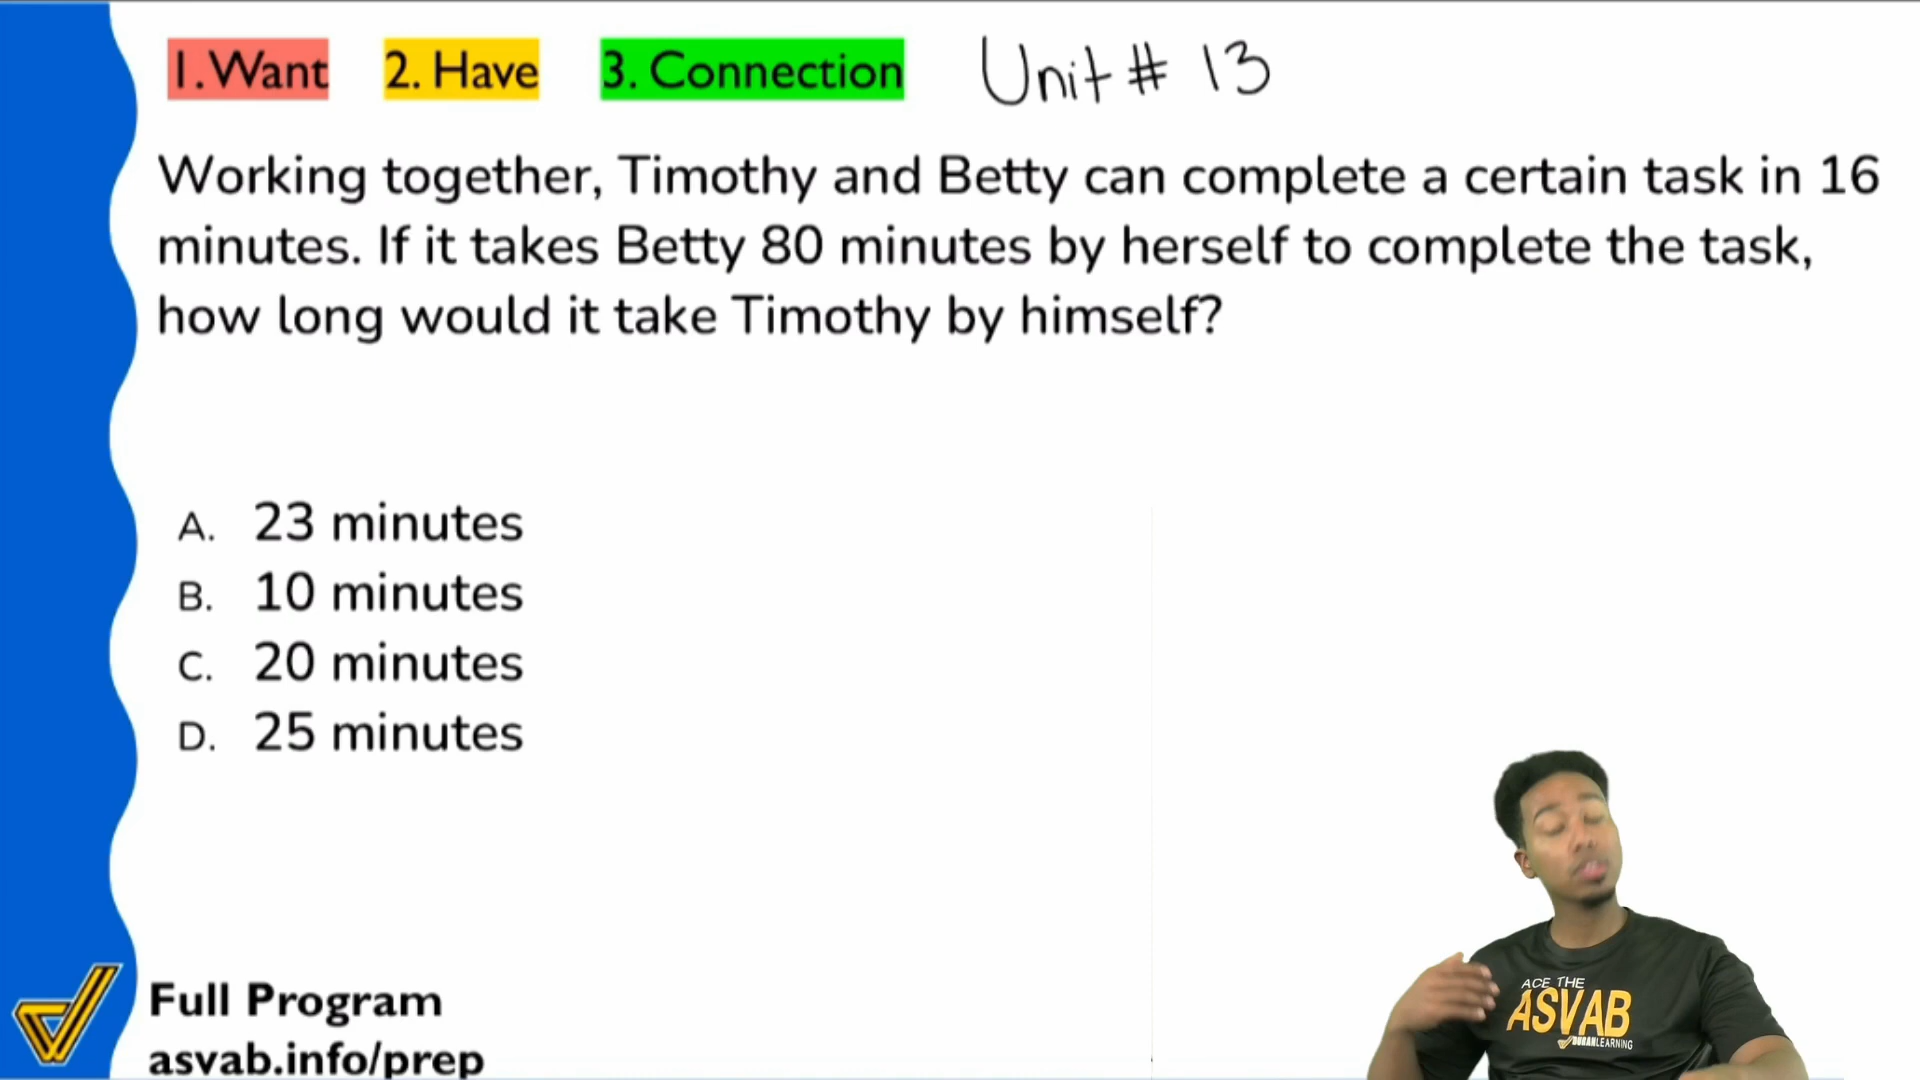 1. Want 2. Have 3. Connection Unit # 13
Working together, Timothy and Betty can complete a certain task in 16
minutes. If it takes Betty 80 minutes by herself to complete the task,
how long would it take Timothy by himself?
A. 23 minutes
B. 10 minutes
C. 20 minutes
D. 25 minutes
ACE THE
ASVAB
DURAN LEARNING
Full Program
asvab.info/prep